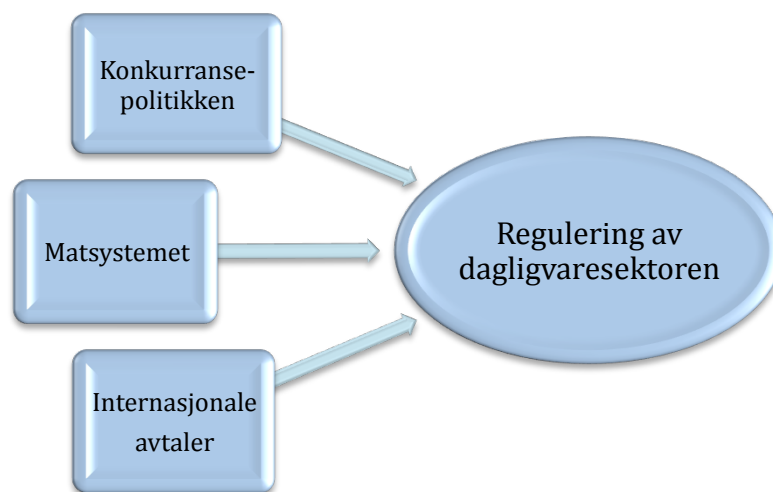 Konkurranse-
politikken
Matsystemet
Internasjonale
avtaler
Regulering av
dagligvaresektoren